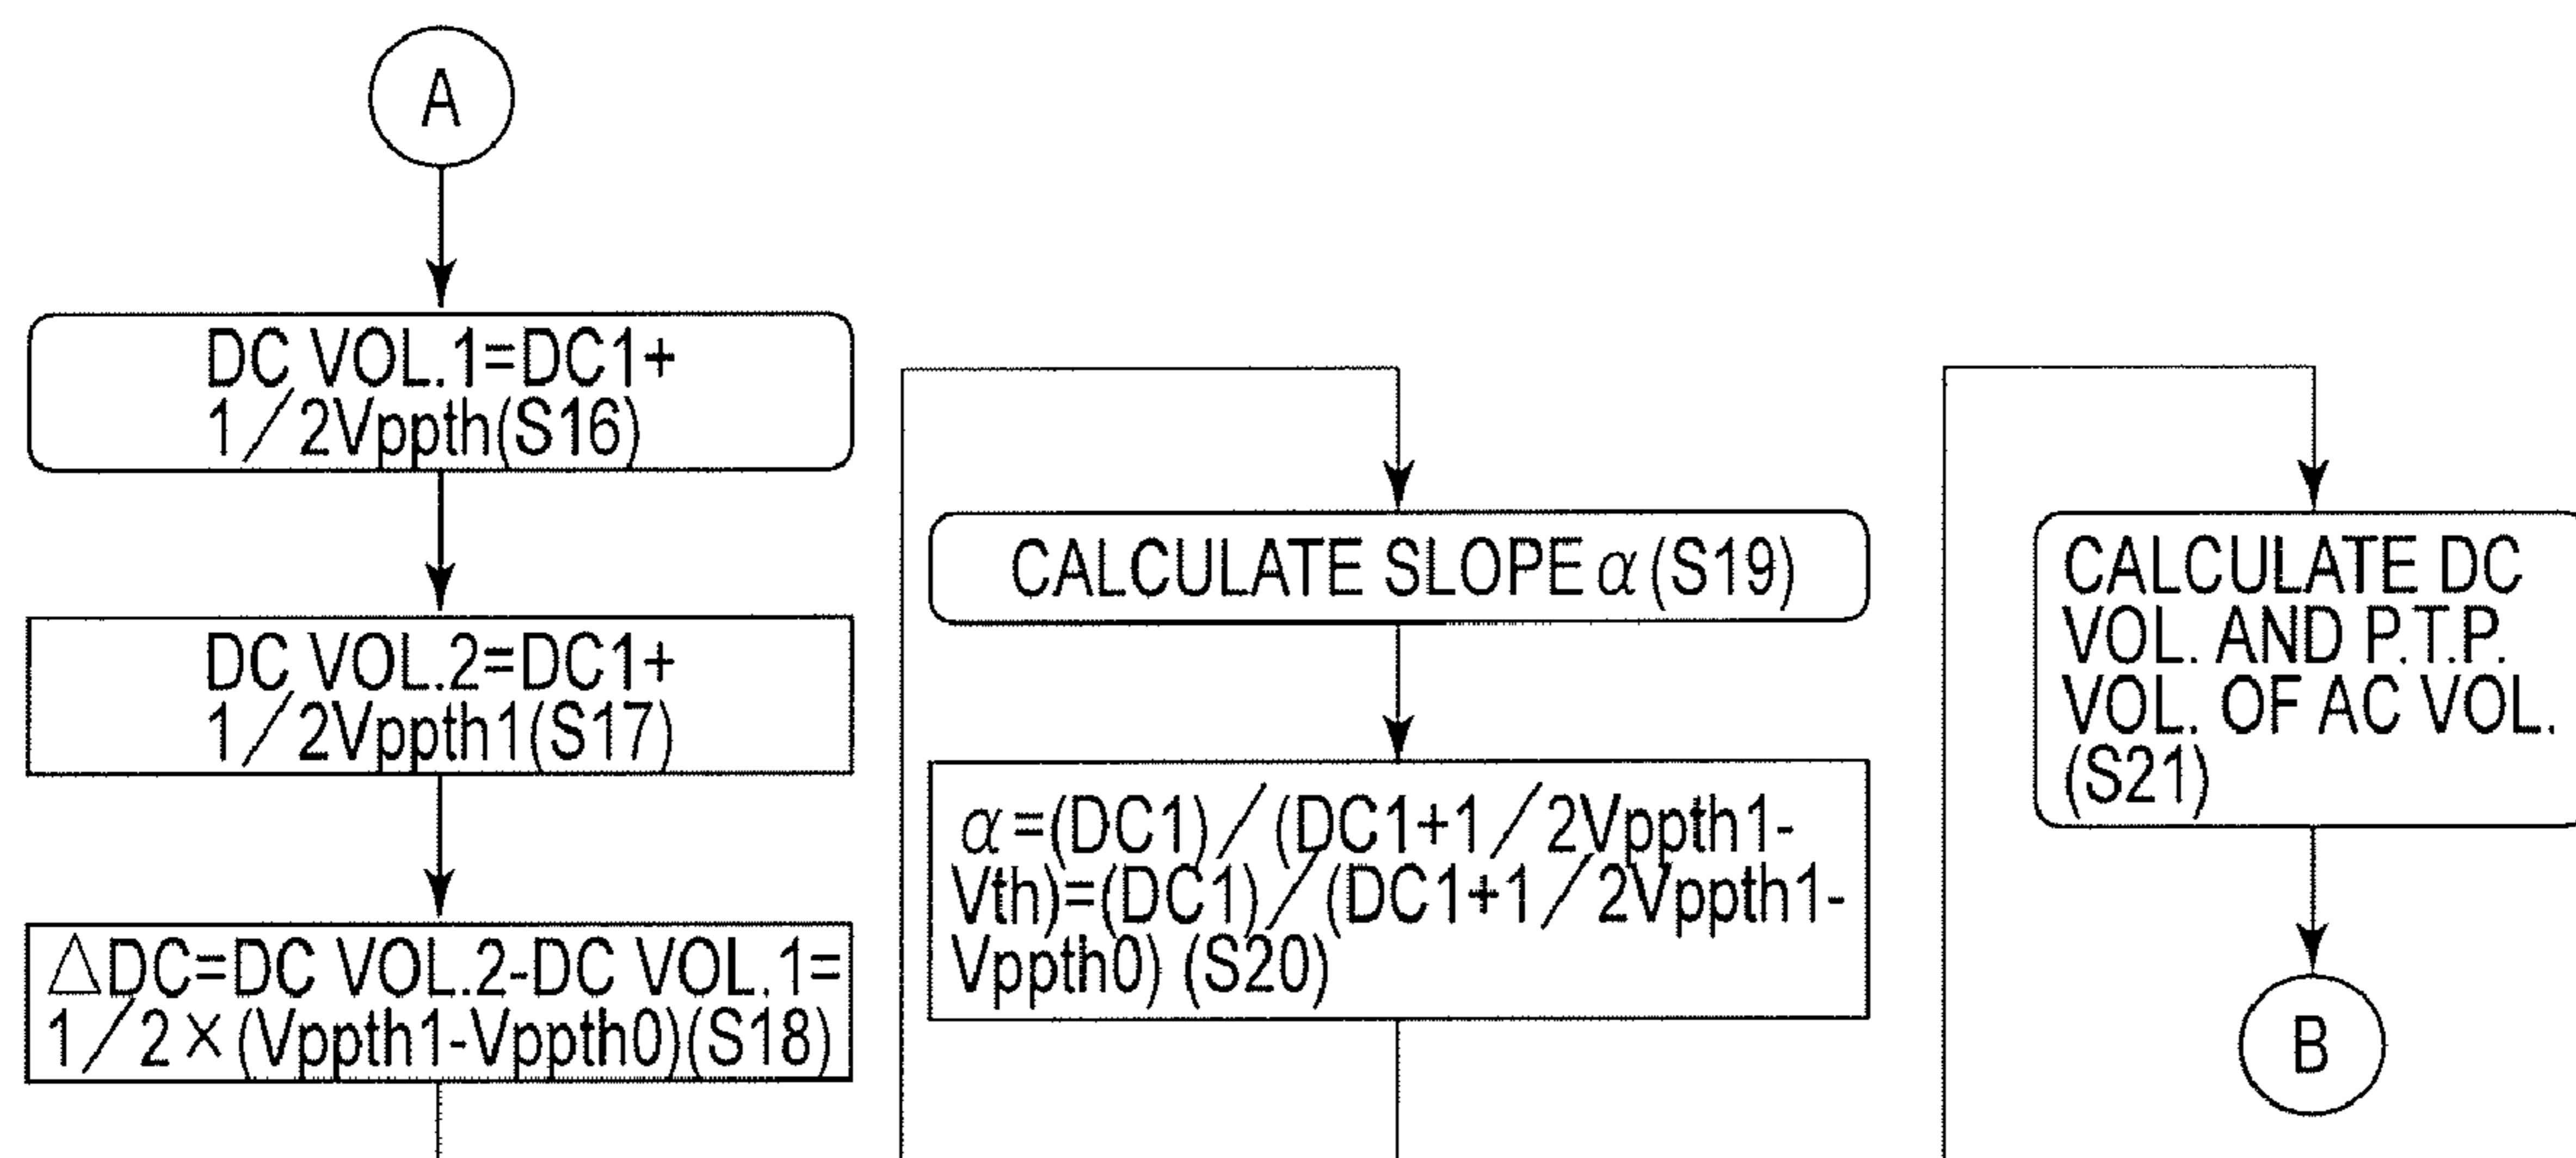 A
DC VOL.1=DC1+
1/2Vppth(S16)
DC VOL.2=DC1+
1/2Vppth1(S17)
△DC=DC VOL.2-DC VOL.1=
1/2×(Vppth1-Vppth0)(S18)
CALCULATE SLOPE α (S19)
α=(DC1)/(DC1+1/2Vppth1-
Vth)=(DC1)/(DC1+1/2Vppth1-
Vppth0) (S20)
CALCULATE DC
VOL. AND P.T.P.
VOL. OF AC VOL.
(S21)
B